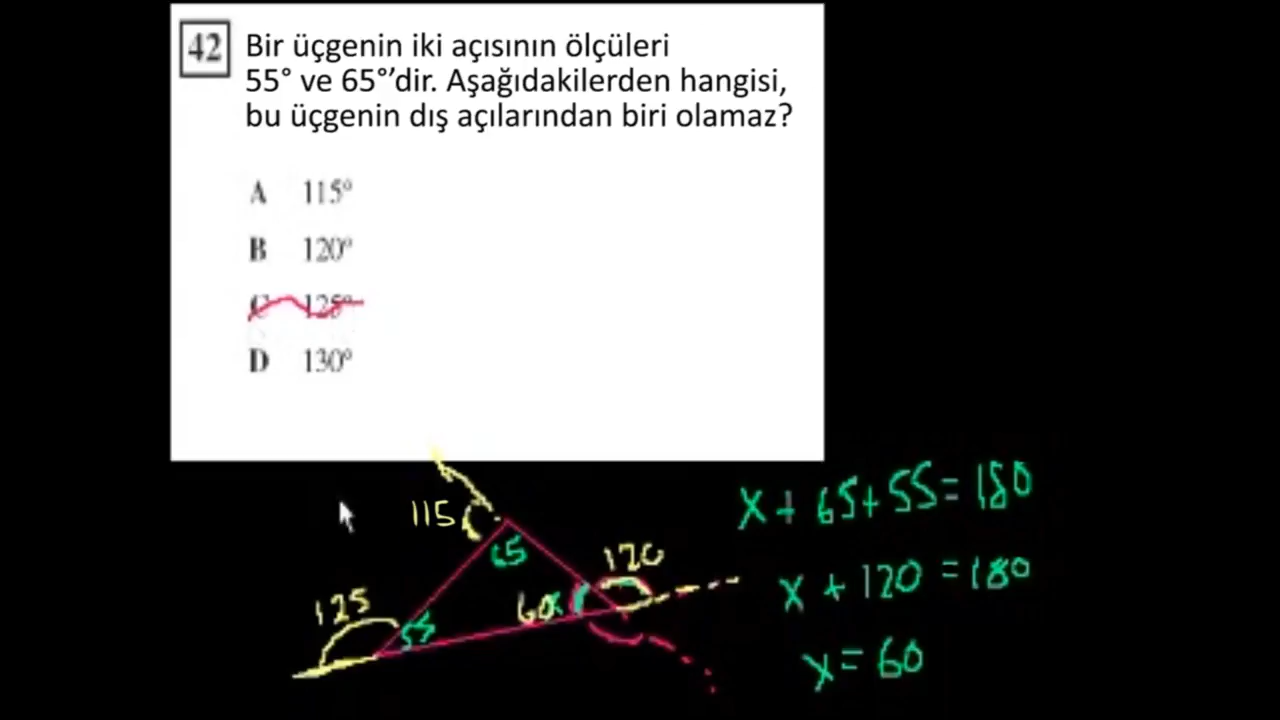 42 Bir üçgenin iki açısının ölçüleri
55° ve 65°'dir. Aşağıdakilerden hangisi,
bu üçgenin dış açılarından biri olamaz?
A 115°
B 120°
C 125°
D 130°
115
65
120
125
55
60 x
x + 65 + 55 = 180
x + 120 = 180
x = 60